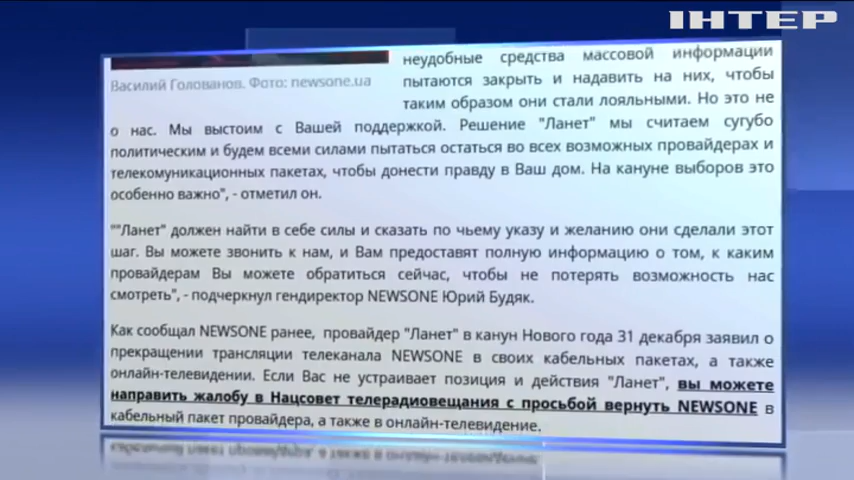 ІНТЕР
неудобные средства массовой информации
Василий Голованов. Фото: newsone.ua
пытаются закрыть и надавить на них, чтобы
таким образом они стали лояльными. Но это не
о нас. Мы выстоим с Вашей поддержкой. Решение "Ланет" мы считаем сугубо
политическим и будем всеми силами пытаться остаться во всех возможных провайдерах и
телекоммуникационных пакетах, чтобы донести правду в Ваш дом. На кануне выборов это
особенно важно", - отметил он.
""Ланет" должен найти в себе силы и сказать по чьему указу и желанию они сделали этот
шаг. Вы можете звонить к нам, и Вам предоставят полную информацию о том, к каким
провайдерам Вы можете обратиться сейчас, чтобы не потерять возможность нас
смотреть", - подчеркнул гендиректор NEWSONE Юрий Будяк.
Как сообщал NEWSONE ранее, провайдер "Ланет" в канун Нового года 31 декабря заявил о
прекращении трансляции телеканала NEWSONE в своих кабельных пакетах, а также
онлайн-телевидении. Если Вас не устраивает позиция и действия "Ланет", вы можете
направить жалобу в Нацсовет телерадиовещания с просьбой вернуть NEWSONE в
кабельный пакет провайдера, а также в онлайн-телевидение.